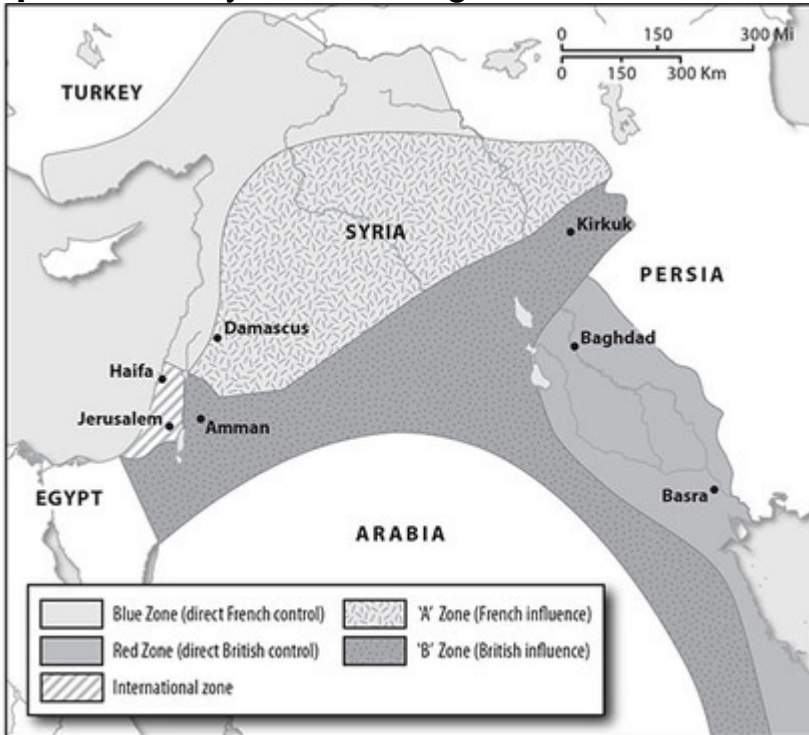 0 150 300 Mi
0 150 300 Km
TURKEY
SYRIA
Kirkuk
PERSIA
Damascus
Baghdad
Haifa
Jerusalem
Amman
EGYPT
Basra
ARABIA
Blue Zone (direct French control)
'A' Zone (French influence)
Red Zone (direct British control)
'B' Zone (British influence)
International zone